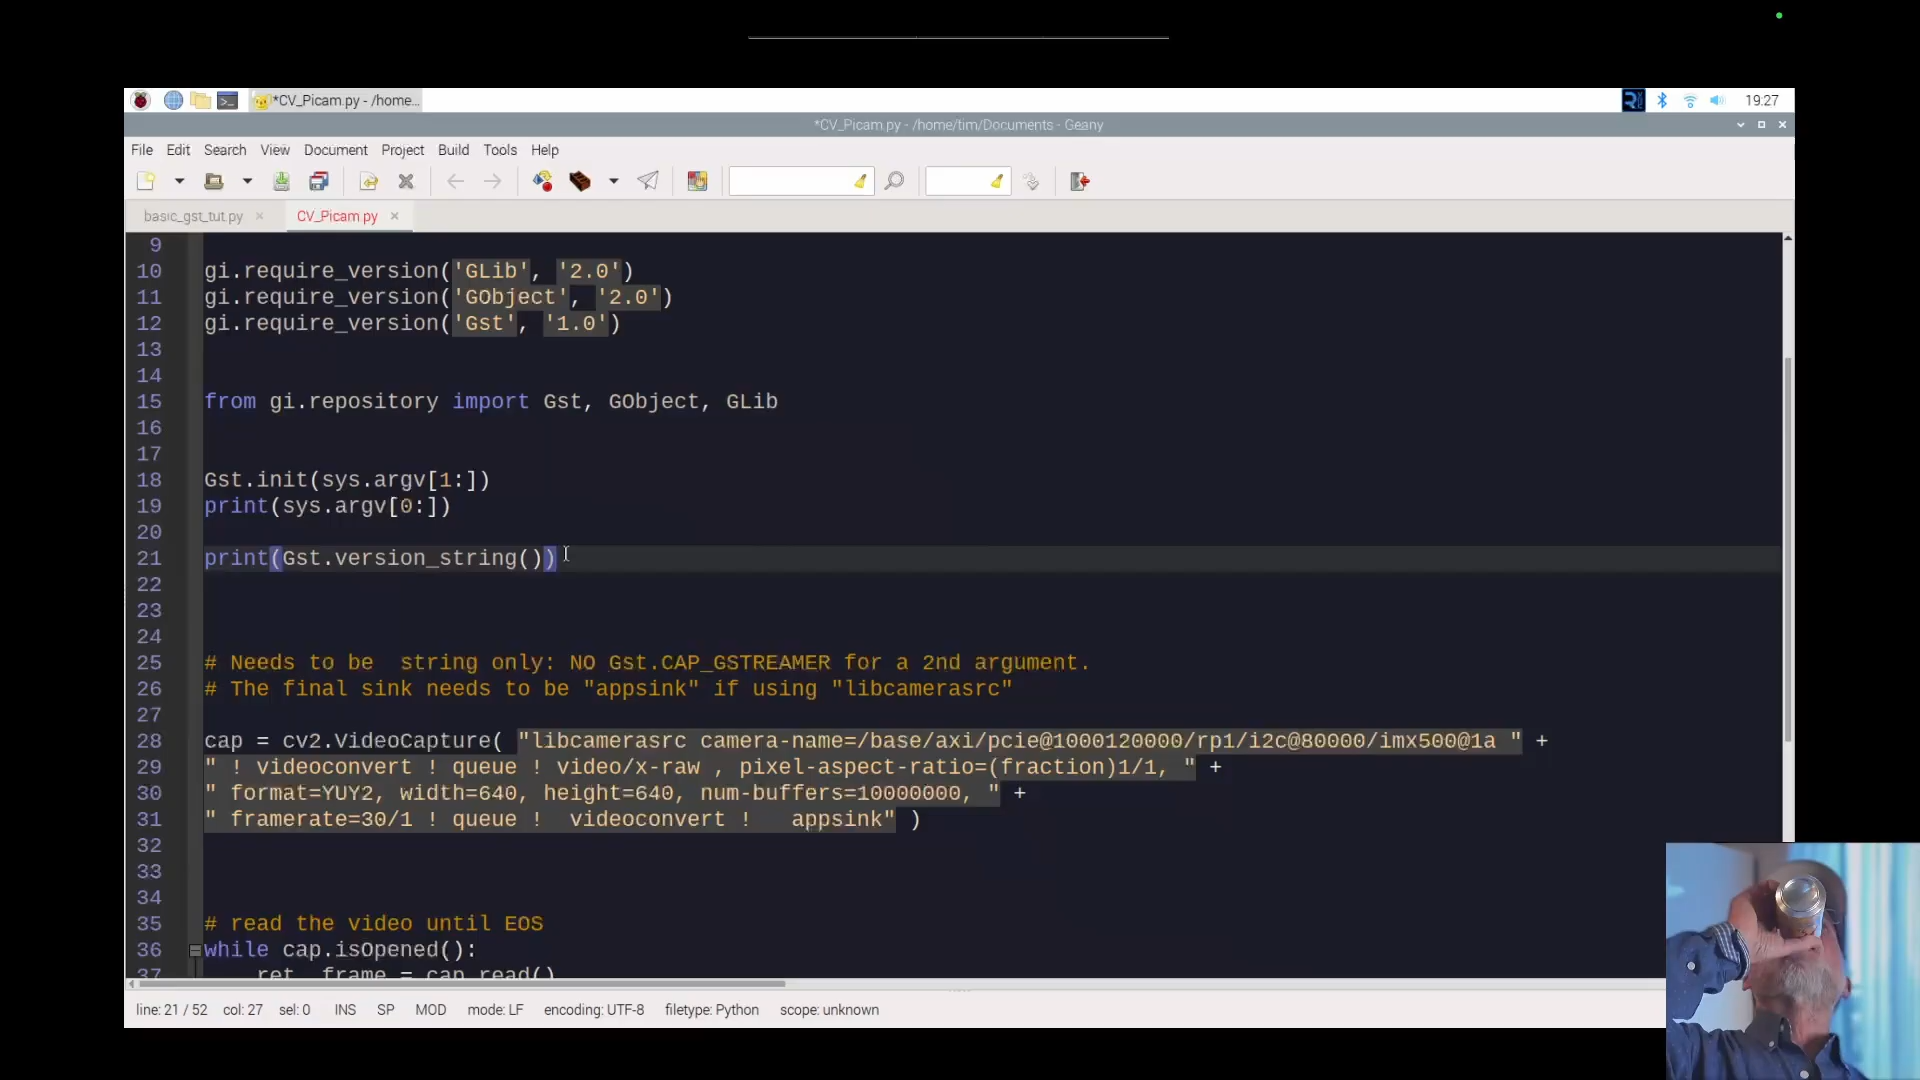 *CV_Picam.py - /home...
19:27
*CV_Picam.py - /home/tim/Documents - Geany
File Edit Search View Document Project Build Tools Help
basic_gst_tut.py × CV_Picam.py ×
9
10 gi.require_version('GLib', '2.0')
11 gi.require_version('GObject', '2.0')
12 gi.require_version('Gst', '1.0')
13
14
15 from gi.repository import Gst, GObject, GLib
16
17
18 Gst.init(sys.argv[1:])
19 print(sys.argv[0:])
20
21 print(Gst.version_string())
22
23
24
25 # Needs to be  string only: NO Gst.CAP_GSTREAMER for a 2nd argument.
26 # The final sink needs to be "appsink" if using "libcamerasrc"
27
28 cap = cv2.VideoCapture( "libcamerasrc camera-name=/base/axi/pcie@1000120000/rp1/i2c@80000/imx500@1a " +
29 " ! videoconvert ! queue ! video/x-raw , pixel-aspect-ratio=(fraction)1/1, " +
30 " format=YUY2, width=640, height=640, num-buffers=10000000, " +
31 " framerate=30/1 ! queue !  videoconvert !   appsink" )
32
33
34
35 # read the video until EOS
36 while cap.isOpened():
37     ret, frame = cap.read()
line: 21 / 52 col: 27 sel: 0 INS SP MOD mode: LF encoding: UTF-8 filetype: Python scope: unknown